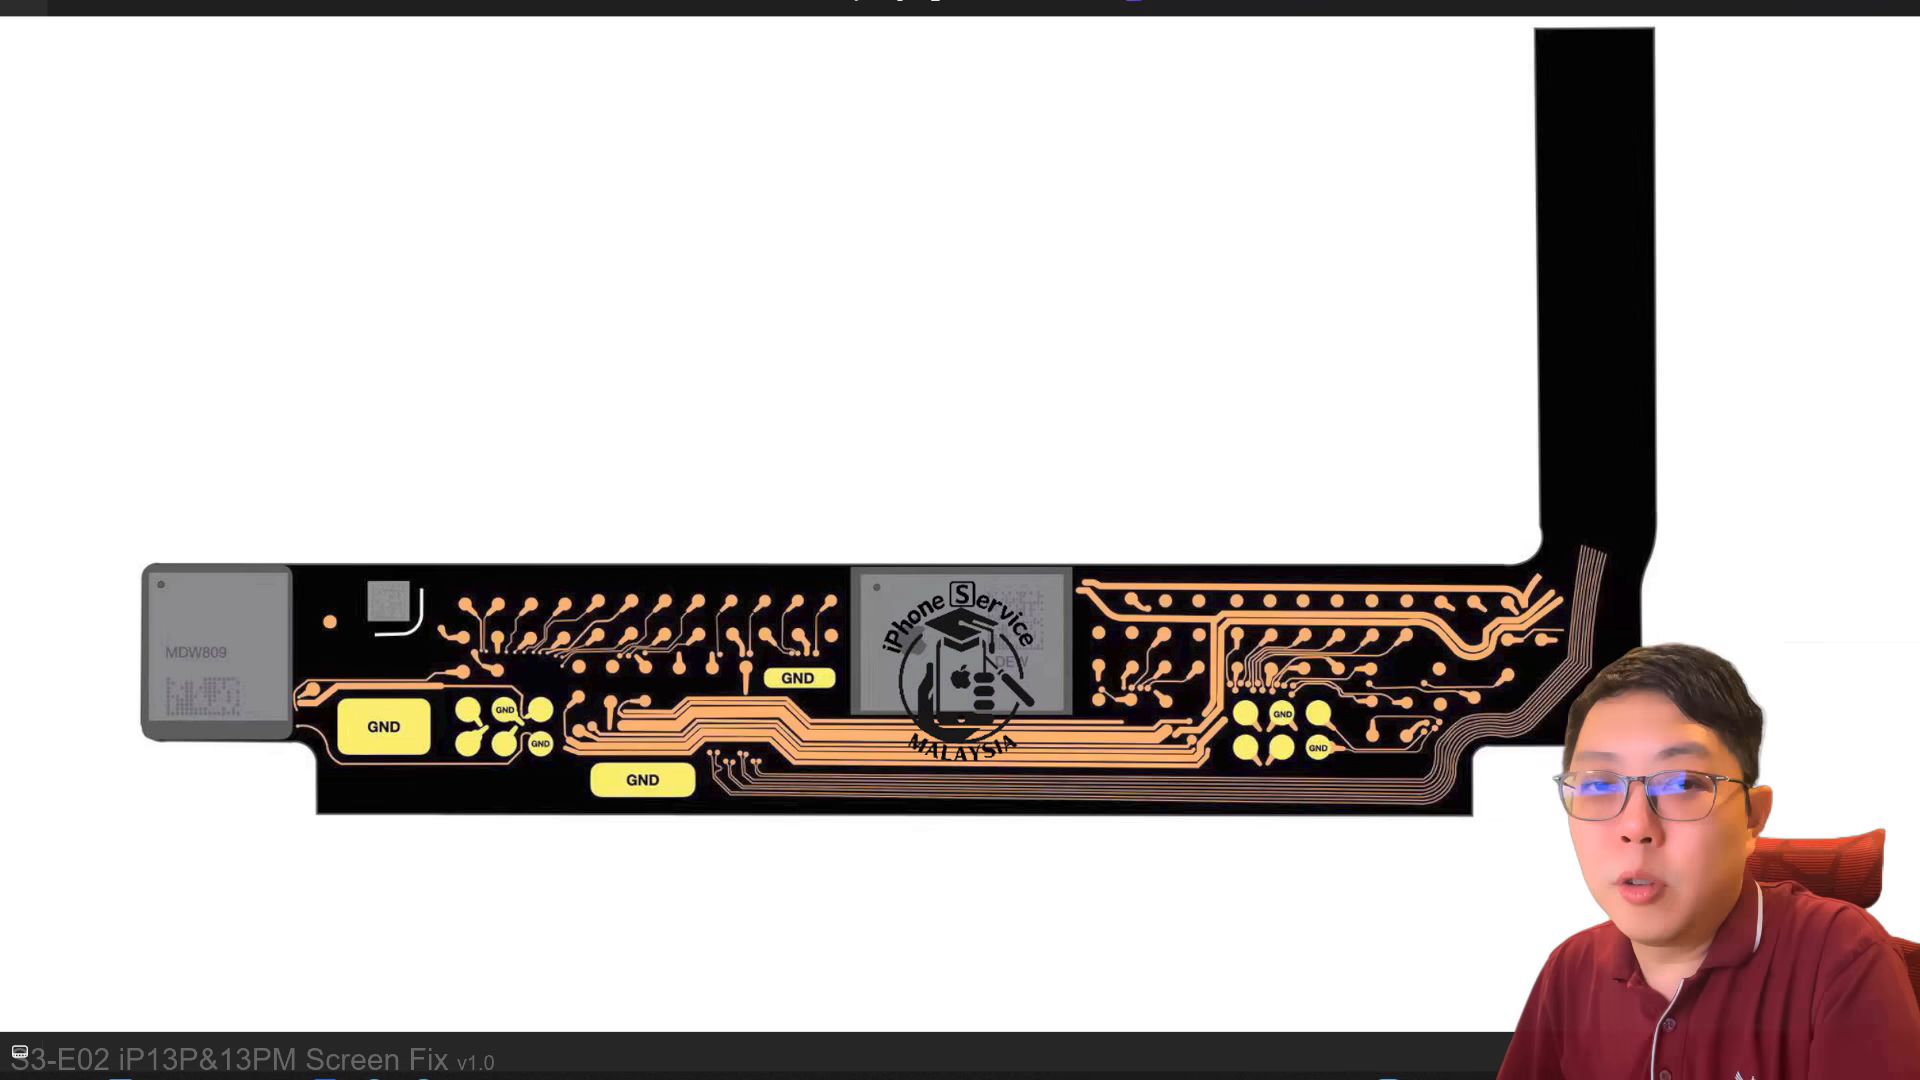 iPhone Service
MDW809
DEW
GND
GND
GND
GND
GND
GND
GND
MALAYSIA
S3-E02 iP13P&13PM Screen Fix v1.0